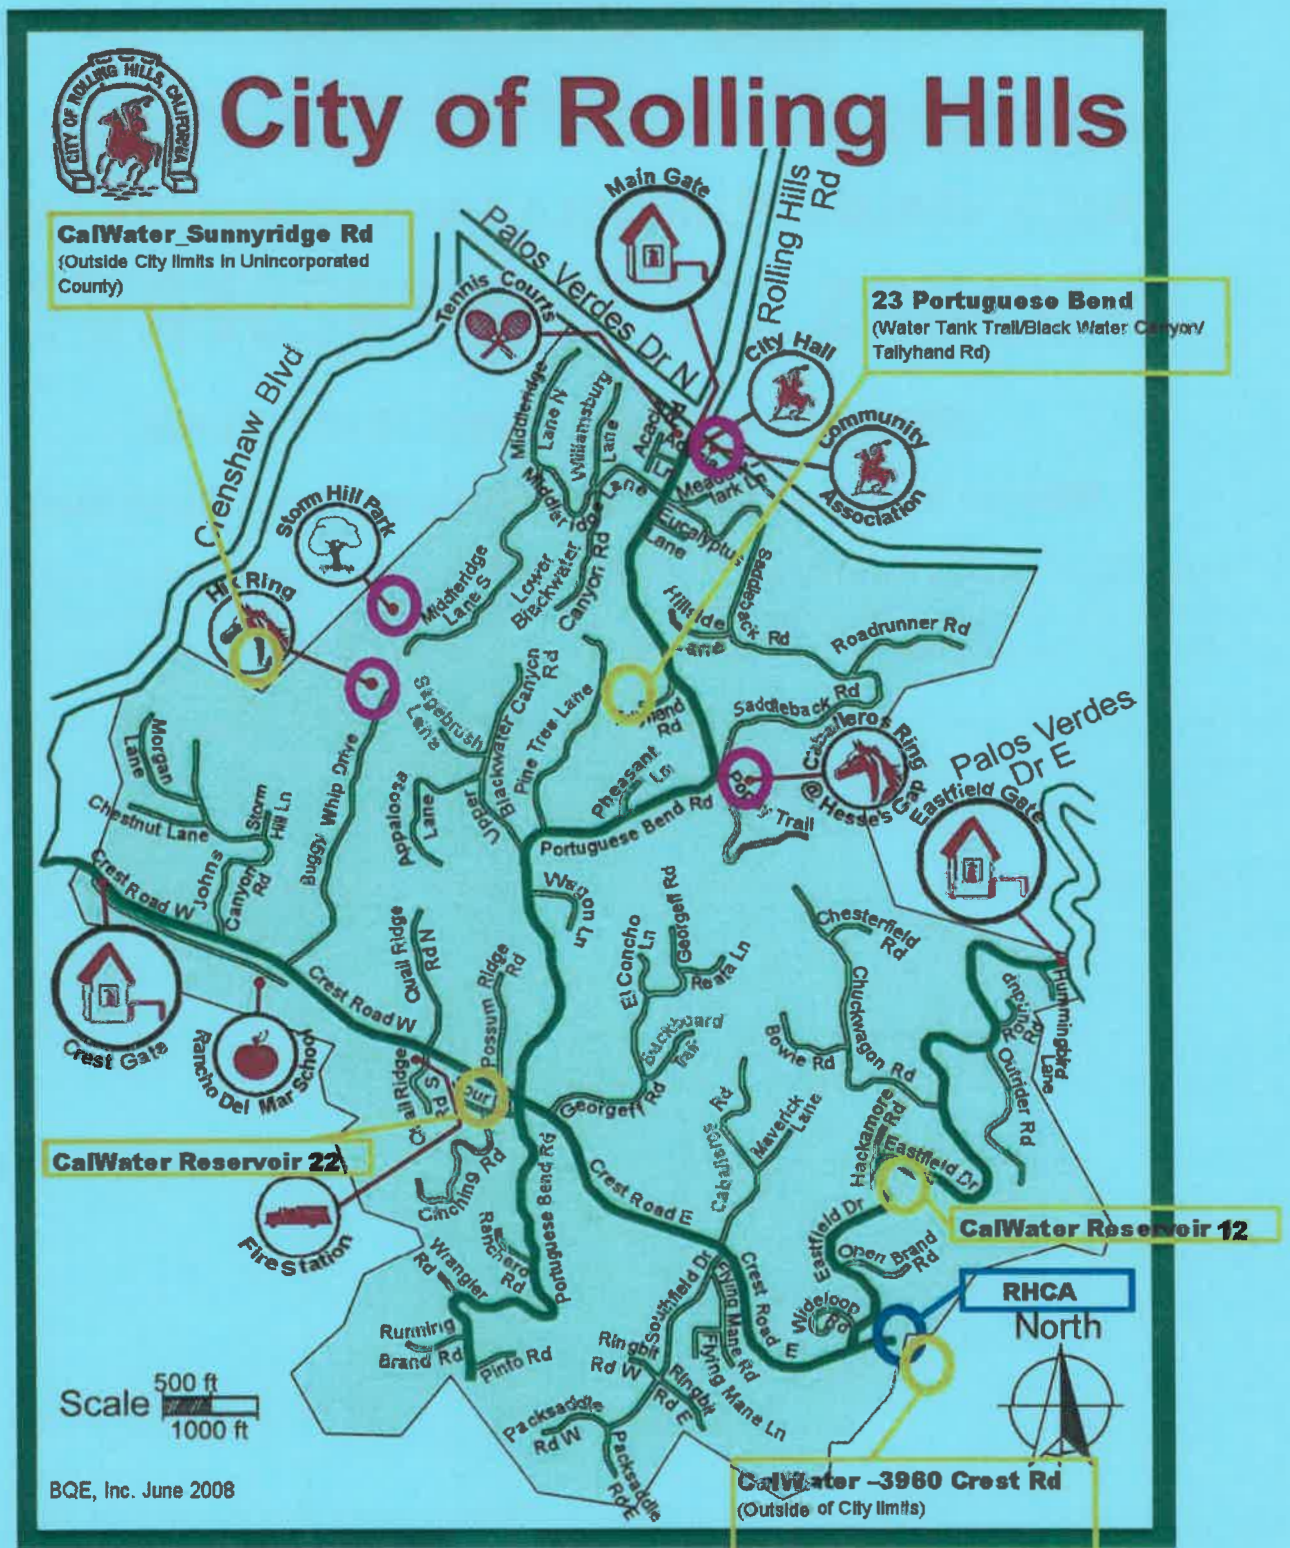 CITY OF ROLLING HILLS, CALIFORNIA
City of Rolling Hills
Main Gate
Rolling Hills
Rd
CalWater_Sunnyridge Rd
(Outside City limits in Unincorporated
County)
Palos Verdes Dr N
Tennis Courts
23 Portuguese Bend
(Water Tank Trail/Black Water Canyon/
Tallyhand Rd)
City Hall
Community
Association
Crenshaw Blvd
Middleridge
Lane N
Williamsburg
Lane
Storm Hill Park
Lane
Eucalyptus
Lane
Saddleback
Rd
Middleridge
Lane S
Lower
Blackwater
Canyon Rd
Hillside
Lane
Roadrunner Rd
Hix Ring
Saddleback Rd
Caballeros Ring
@ Hesse's Gap
Palos Verdes
Dr E
Eastfield Gate
Sagebrush
Lane
Upper
Blackwater Canyon
Rd
Pine Tree Lane
Rd
Pheasant
Ln
Portuguese Bend Rd
Trail
Morgan
Lane
Chestnut Lane
Storm
Hill Ln
Johns
Canyon
Rd
Buggy Whip Drive
Appaloosa
Lane
Crest Road W
Wagon Ln
Georgeff Rd
El Concho
Ln
Reata Ln
Chesterfield
Rd
Chuckwagon Rd
Hummingbird
Lane
Quail Ridge
Rd N
Possum Ridge
Rd
Crest Road W
Crest Gate
Rancho Del Mar School
Buckboard
Bowie Rd
Outrider Rd
Georgeff Rd
Rd
Maverick
Lane
Hackamore
Rd
Eastfield Dr
CalWater Reservoir 22
Cinching Rd
Portuguese Bend Rd
Crest Road E
Fire Station
Ranchero
Rd
Wrangler
Rd
Eastfield Dr
Open Brand
Rd
CalWater Reservoir 12
RHCA
North
Southfield Dr
Flying Mane Rd
Flying Mane Ln
Crest Road E
Wideloop
Rd
Running
Brand Rd
Pinto Rd
Ringbit
Rd W
Ringbit
Rd E
Packsaddle
Rd W
Packsaddle
Rd E
Scale
500 ft
1000 ft
BQE, Inc. June 2008
CalWater –3960 Crest Rd
(Outside of City limits)